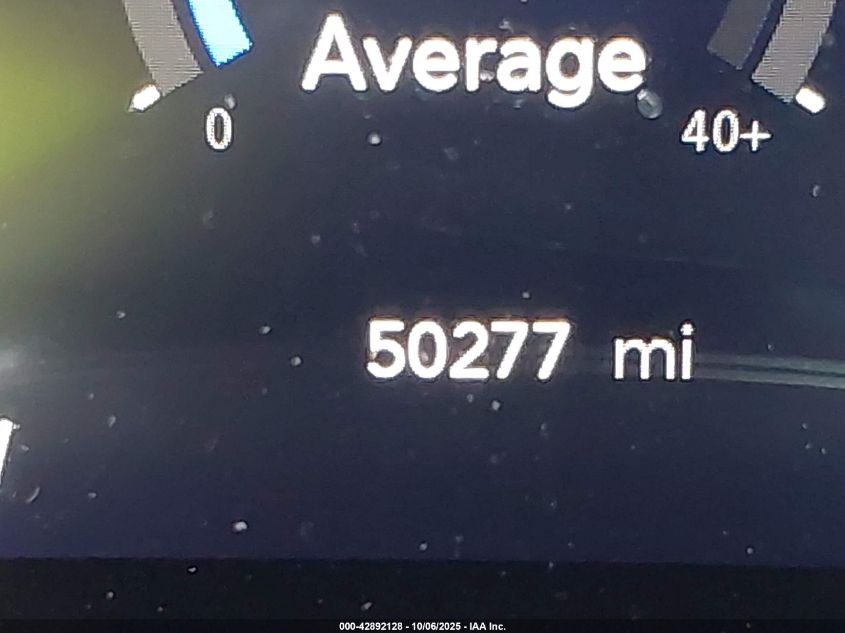 Average
0 40+
50277 mi
000-42892128 - 10/06/2025 - IAA Inc.